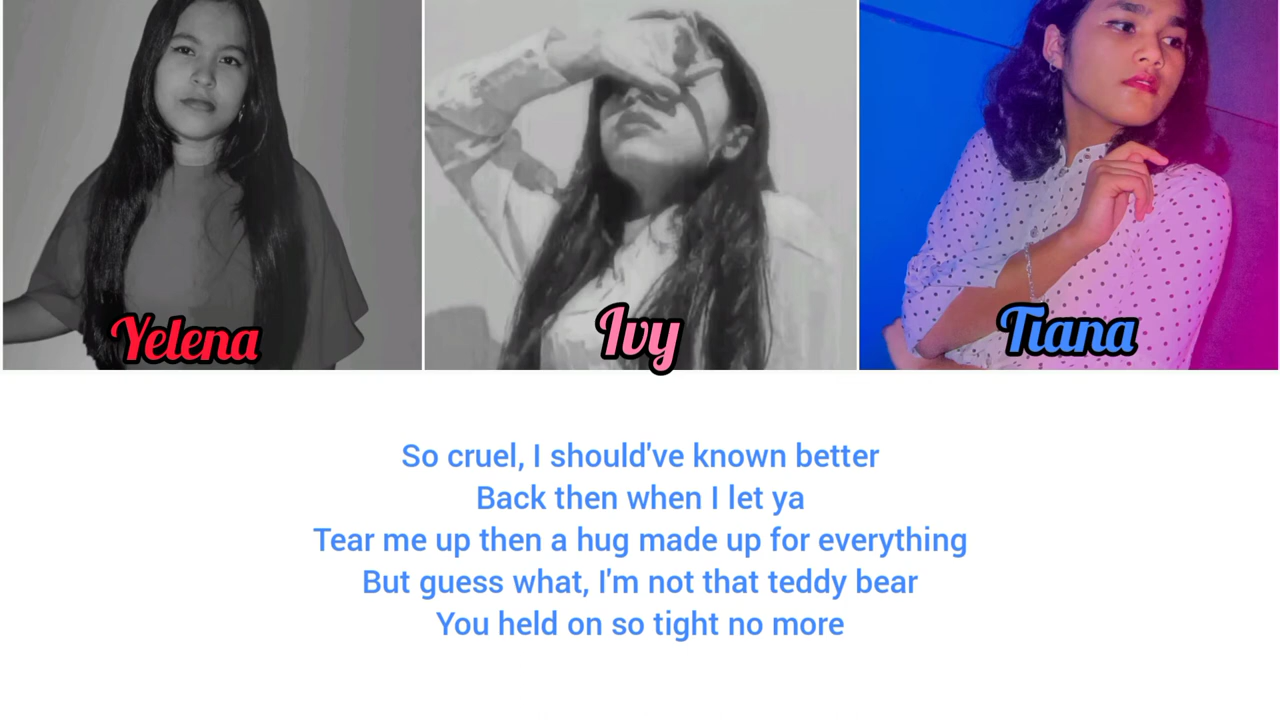 Yelena
Ivy
Tiana
So cruel, I should've known better
Back then when I let ya
Tear me up then a hug made up for everything
But guess what, I'm not that teddy bear
You held on so tight no more